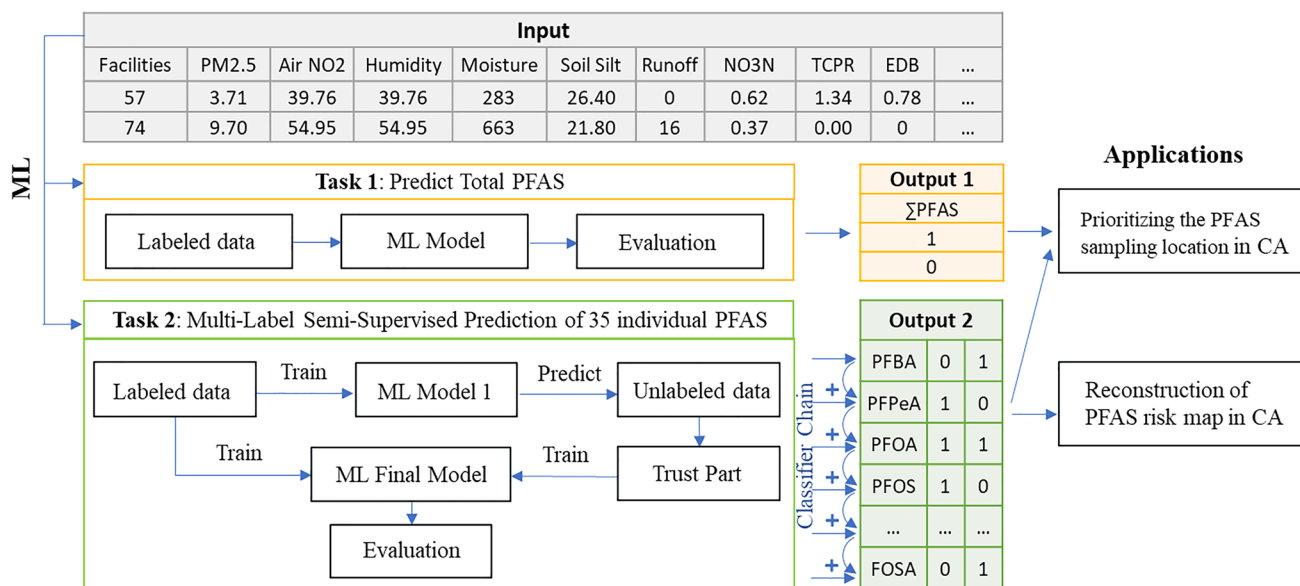 Input
Facilities PM2.5 Air NO2 Humidity Moisture Soil Silt Runoff NO3N TCPR EDB ...
57 3.71 39.76 39.76 283 26.40 0 0.62 1.34 0.78 ...
74 9.70 54.95 54.95 663 21.80 16 0.37 0.00 0 ...
ML
Task 1: Predict Total PFAS
Labeled data ML Model Evaluation
Output 1
∑PFAS
1
0
Applications
Prioritizing the PFAS
sampling location in CA
Task 2: Multi-Label Semi-Supervised Prediction of 35 individual PFAS
Labeled data Train ML Model 1 Predict Unlabeled data
Train ML Final Model Train Trust Part
Evaluation
Classifier Chain
+
+
+
+
+
Output 2
PFBA 0 1
PFPeA 1 0
PFOA 1 1
PFOS 1 0
... ... ...
FOSA 0 1
Reconstruction of
PFAS risk map in CA